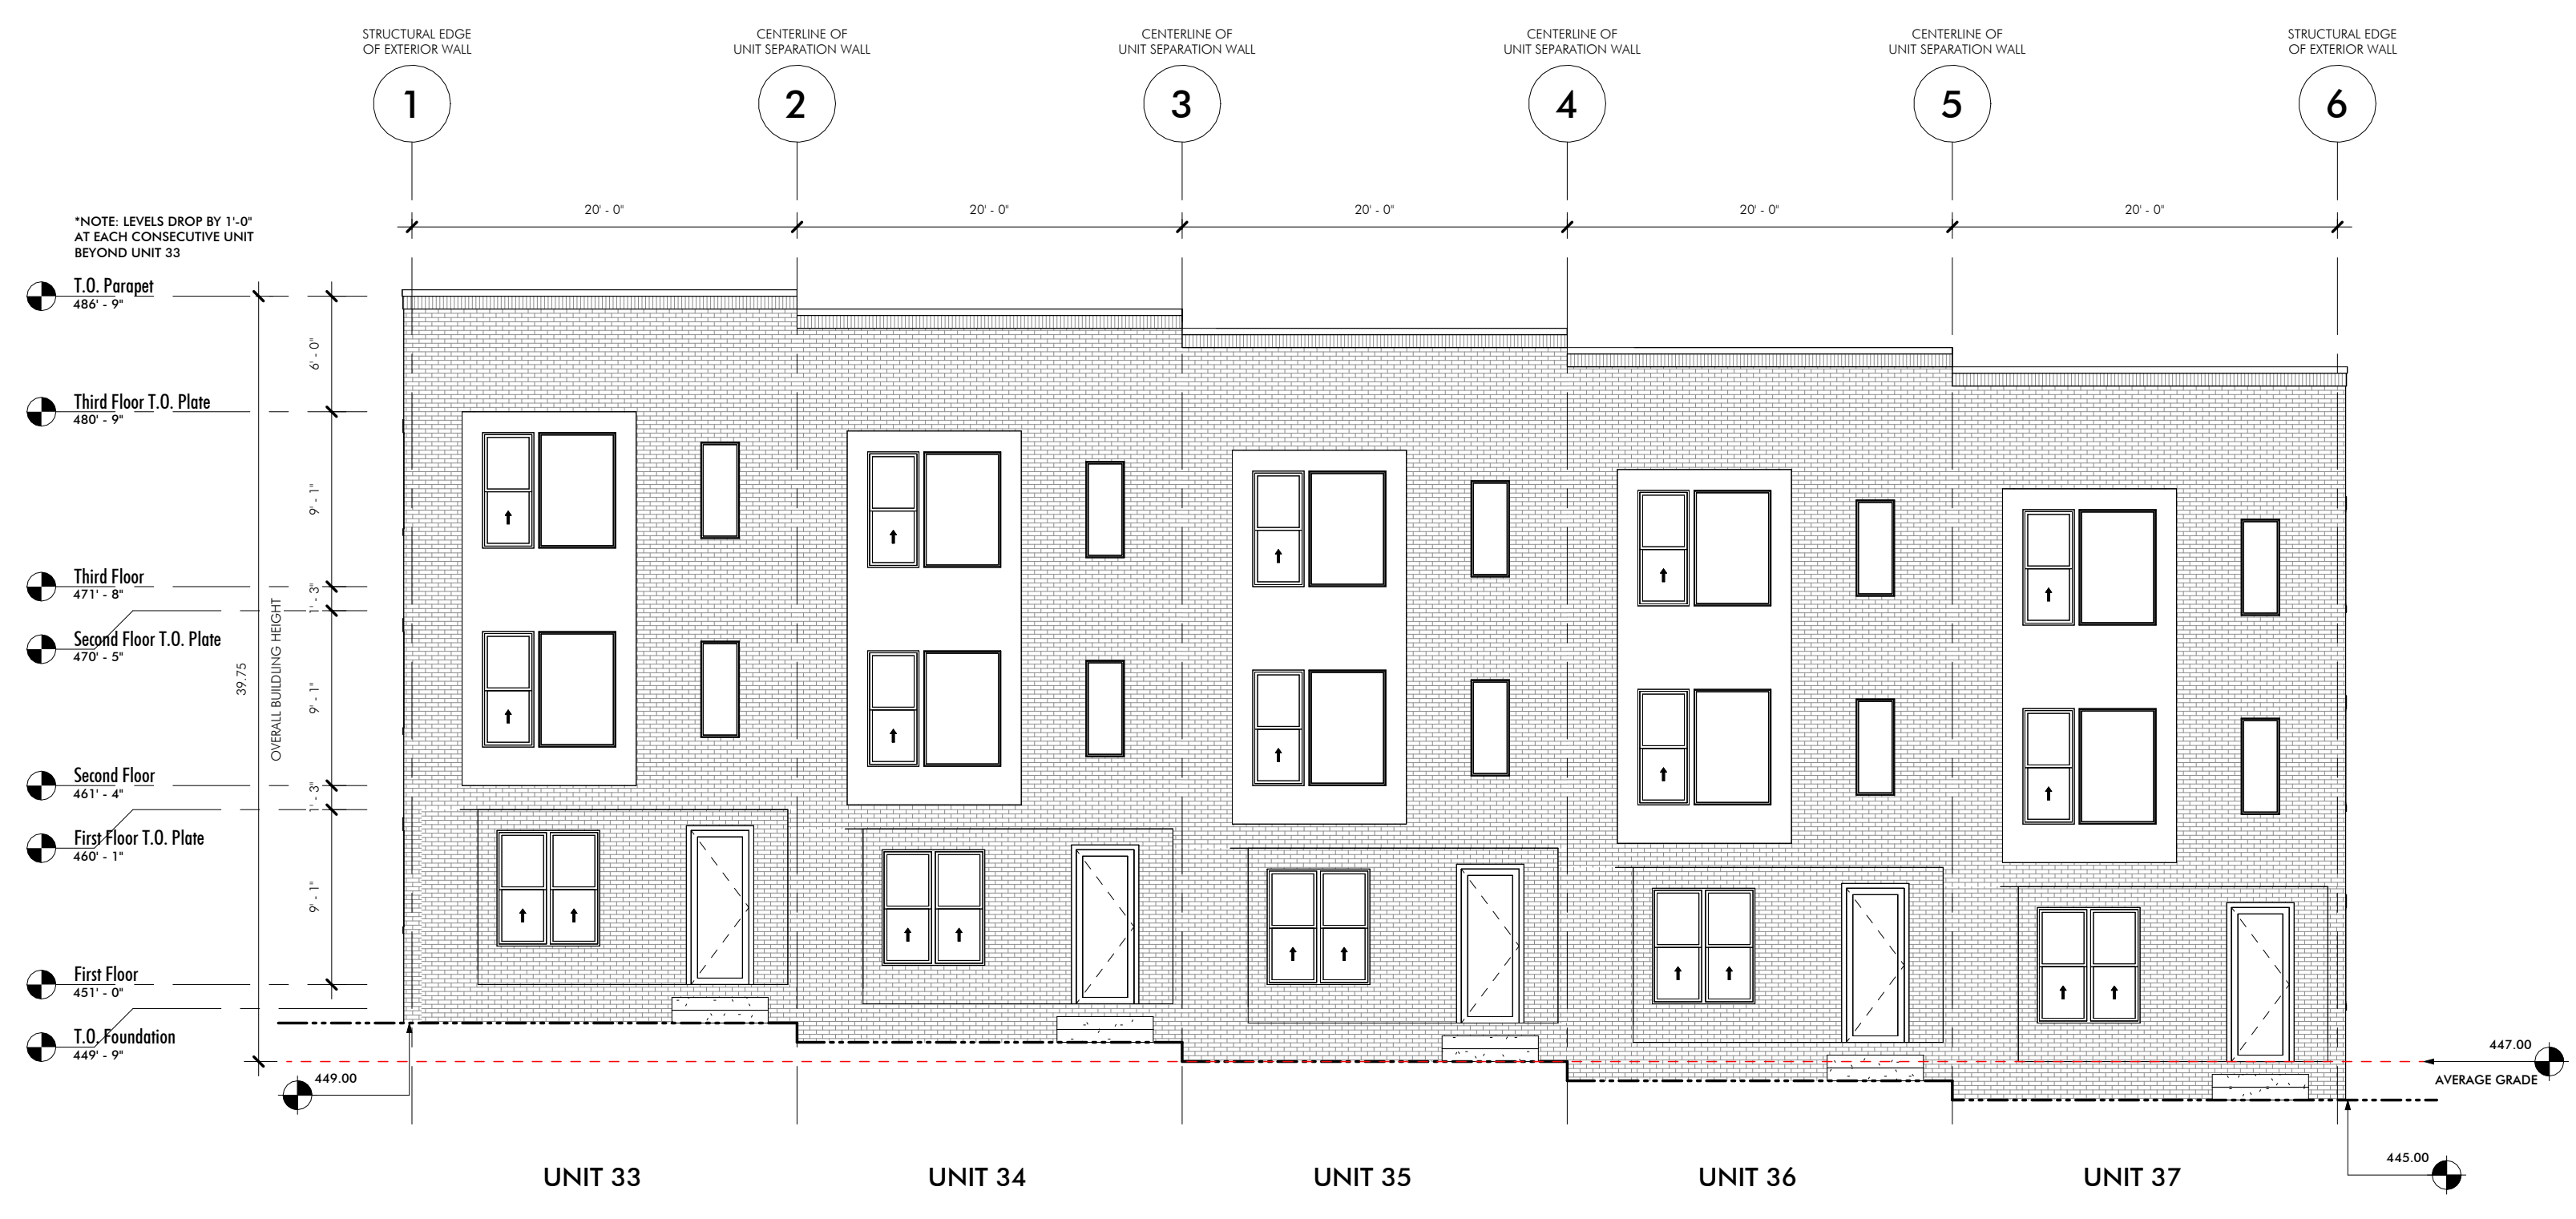 STRUCTURAL EDGE
OF EXTERIOR WALL
CENTERLINE OF
UNIT SEPARATION WALL
CENTERLINE OF
UNIT SEPARATION WALL
CENTERLINE OF
UNIT SEPARATION WALL
CENTERLINE OF
UNIT SEPARATION WALL
STRUCTURAL EDGE
OF EXTERIOR WALL
1
2
3
4
5
6
20' - 0"
20' - 0"
20' - 0"
20' - 0"
20' - 0"
*NOTE: LEVELS DROP BY 1'-0"
AT EACH CONSECUTIVE UNIT
BEYOND UNIT 33
T.O. Parapet
486' - 9"
Third Floor T.O. Plate
480' - 9"
Third Floor
471' - 8"
Second Floor T.O. Plate
470' - 5"
Second Floor
461' - 4"
First Floor T.O. Plate
460' - 1"
First Floor
451' - 0"
T.O. Foundation
449' - 9"
39.75
OVERALL BUILDING HEIGHT
6' - 0"
9' - 1"
1' - 3"
9' - 1"
1' - 3"
9' - 1"
449.00
447.00
AVERAGE GRADE
445.00
UNIT 33
UNIT 34
UNIT 35
UNIT 36
UNIT 37